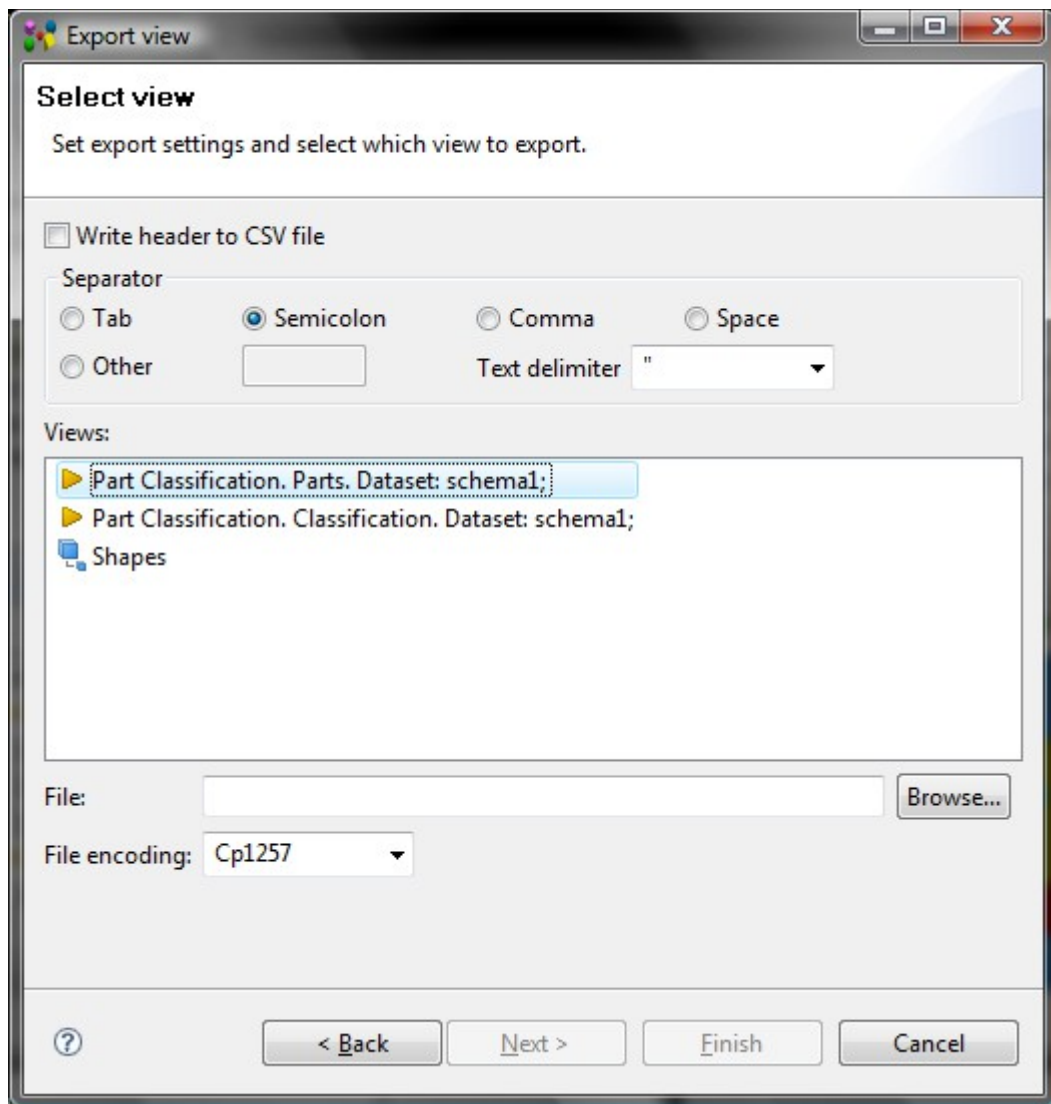 Export view
Select view
Set export settings and select which view to export.
Write header to CSV file
Separator
Tab Semicolon Comma Space
Other Text delimiter "
Views:
Part Classification. Parts. Dataset: schema1;
Part Classification. Classification. Dataset: schema1;
Shapes
File: Browse...
File encoding: Cp1257
? < Back Next > Finish Cancel